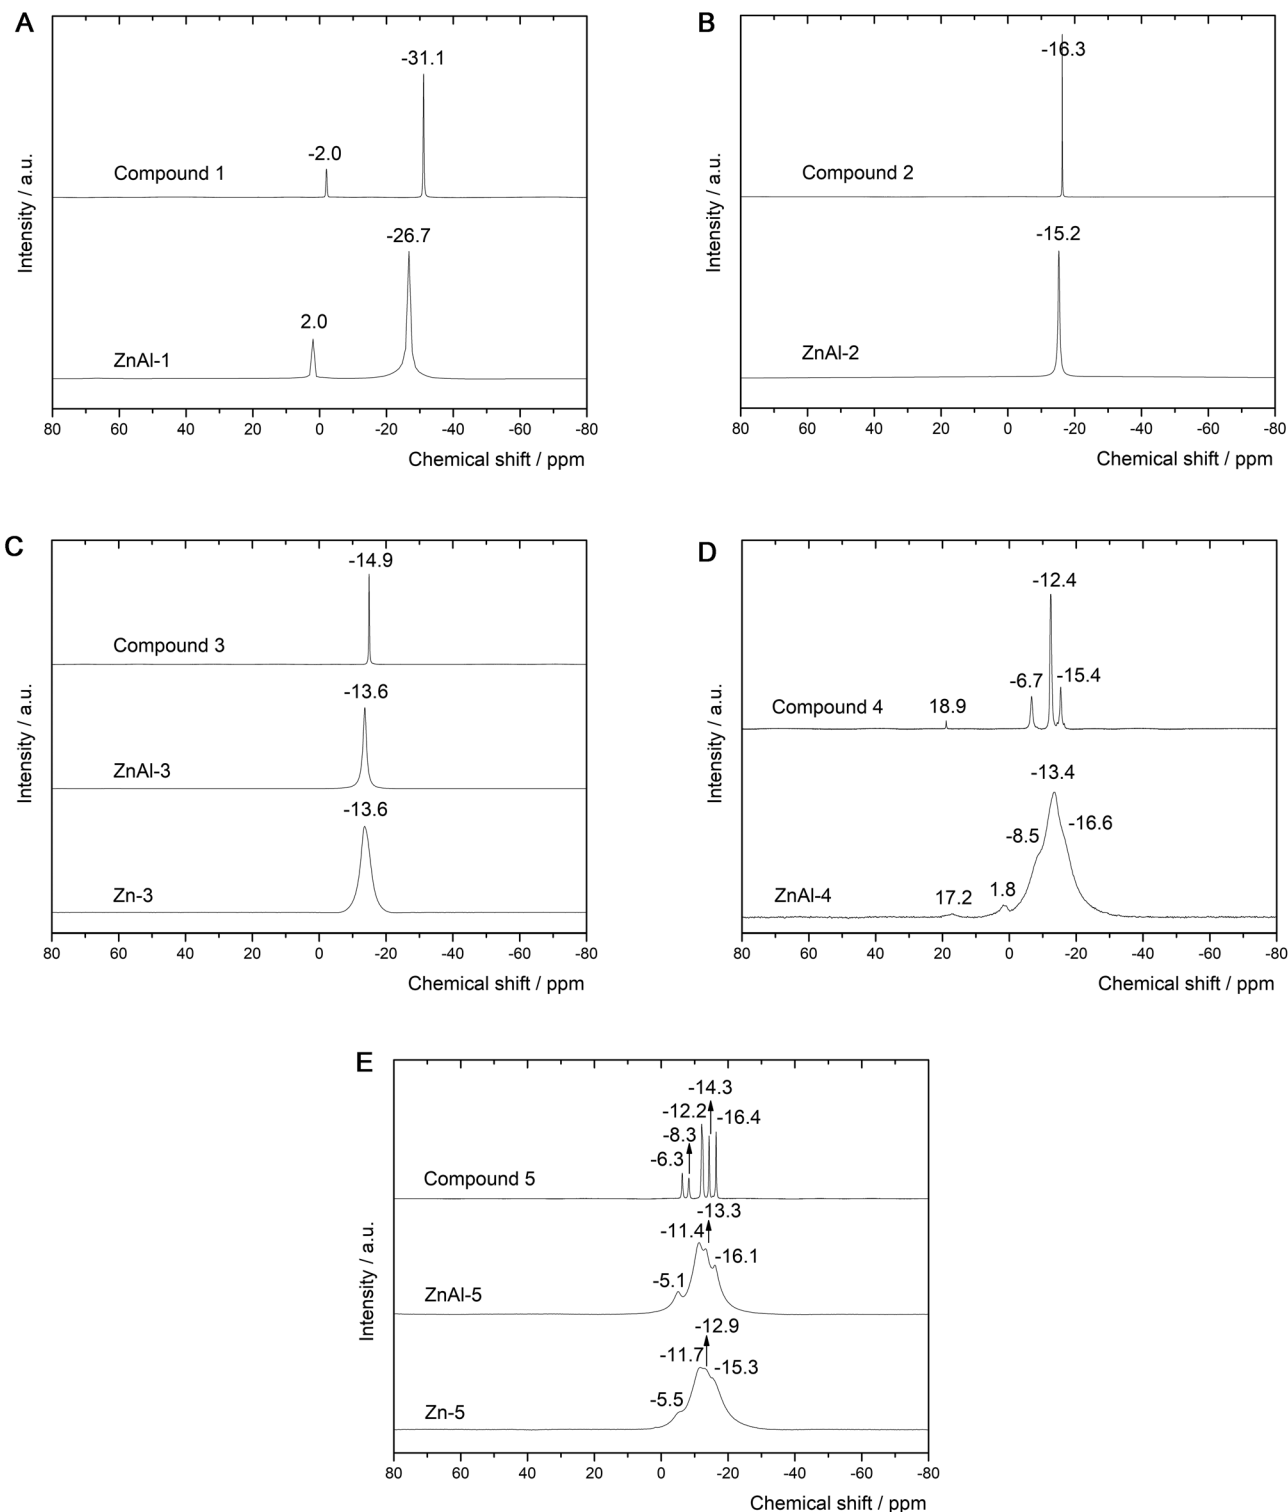 A
-31.1
-2.0
Compound 1
-26.7
2.0
ZnAl-1
Intensity / a.u.
80 60 40 20 0 -20 -40 -60 -80
Chemical shift / ppm
B
-16.3
Compound 2
-15.2
ZnAl-2
Intensity / a.u.
80 60 40 20 0 -20 -40 -60 -80
Chemical shift / ppm
C
-14.9
Compound 3
-13.6
ZnAl-3
-13.6
Zn-3
Intensity / a.u.
80 60 40 20 0 -20 -40 -60 -80
Chemical shift / ppm
D
-12.4
-6.7 -15.4
Compound 4 18.9
-13.4
-8.5 -16.6
ZnAl-4 17.2 1.8
Intensity / a.u.
80 60 40 20 0 -20 -40 -60 -80
Chemical shift / ppm
E
-14.3
-12.2 -16.4
-8.3
-6.3
Compound 5
-13.3
-11.4
-16.1
-5.1
ZnAl-5
-12.9
-11.7
-15.3
-5.5
Zn-5
Intensity / a.u.
80 60 40 20 0 -20 -40 -60 -80
Chemical shift / ppm